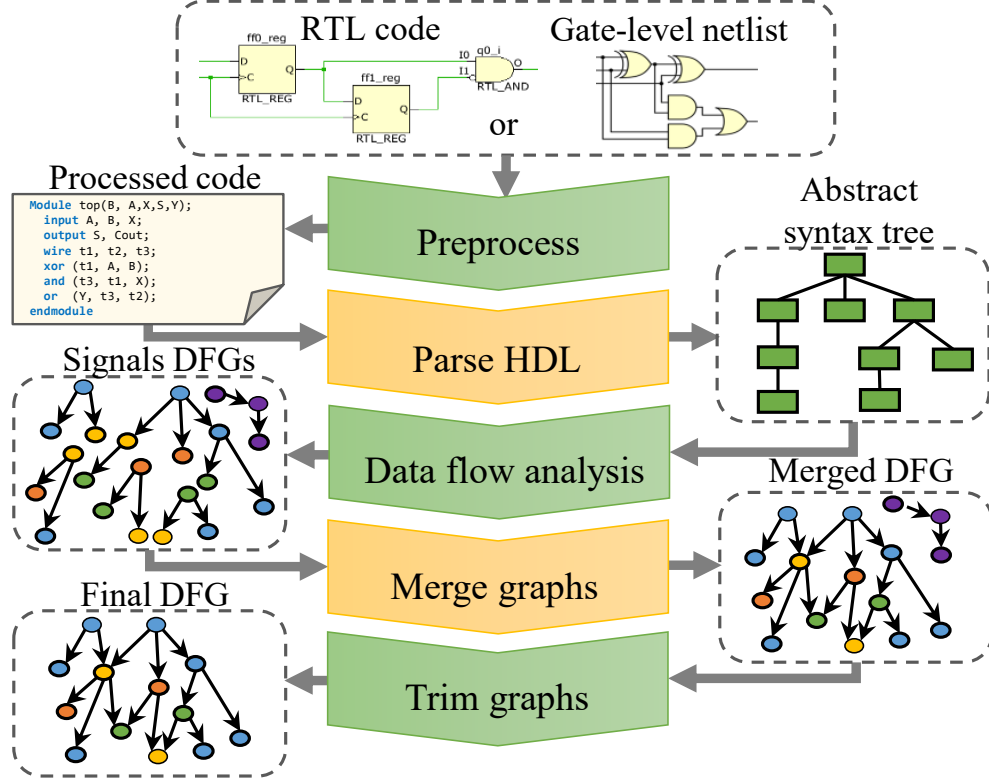 RTL code
Gate-level netlist
ff0_reg
D
C
Q
RTL_REG
ff1_reg
D
C
Q
RTL_REG
q0_i
I0
I1
O
RTL_AND
or
Processed code
Module top(B, A,X,S,Y);
input A, B, X;
output S, Cout;
wire t1, t2, t3;
xor (t1, A, B);
and (t3, t1, X);
or (Y, t3, t2);
endmodule
Preprocess
Abstract
syntax tree
Parse HDL
Signals DFGs
Data flow analysis
Merged DFG
Merge graphs
Final DFG
Trim graphs